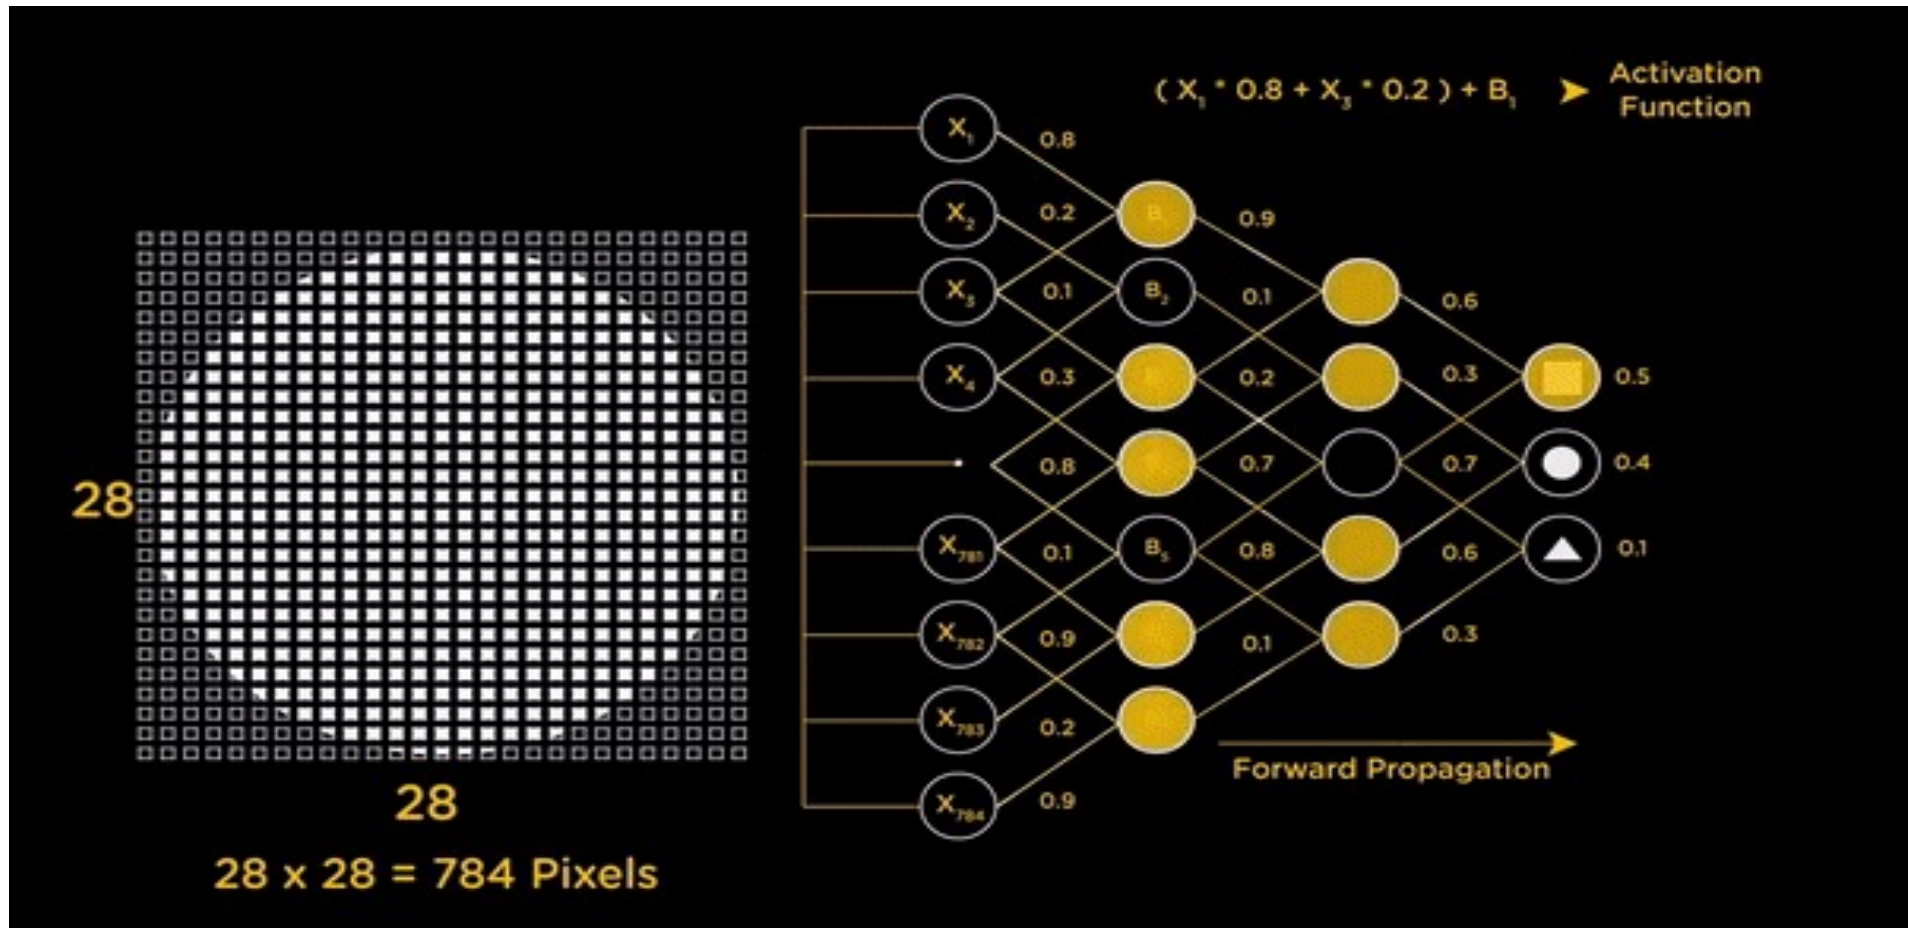 ( X₁ * 0.8 + X₃ * 0.2 ) + B₁
Activation
Function
X₁
0.8
X₂
0.2
B
0.9
X₃
0.1
B₂
0.1
0.6
X₄
0.3
0.2
0.3
0.5
0.8
0.7
0.7
0.4
28
X₇₈₁
0.1
B₅
0.8
0.6
0.1
X₇₈₂
0.9
0.1
0.3
X₇₈₃
0.2
Forward Propagation
X₇₈₄
0.9
28
28 x 28 = 784 Pixels